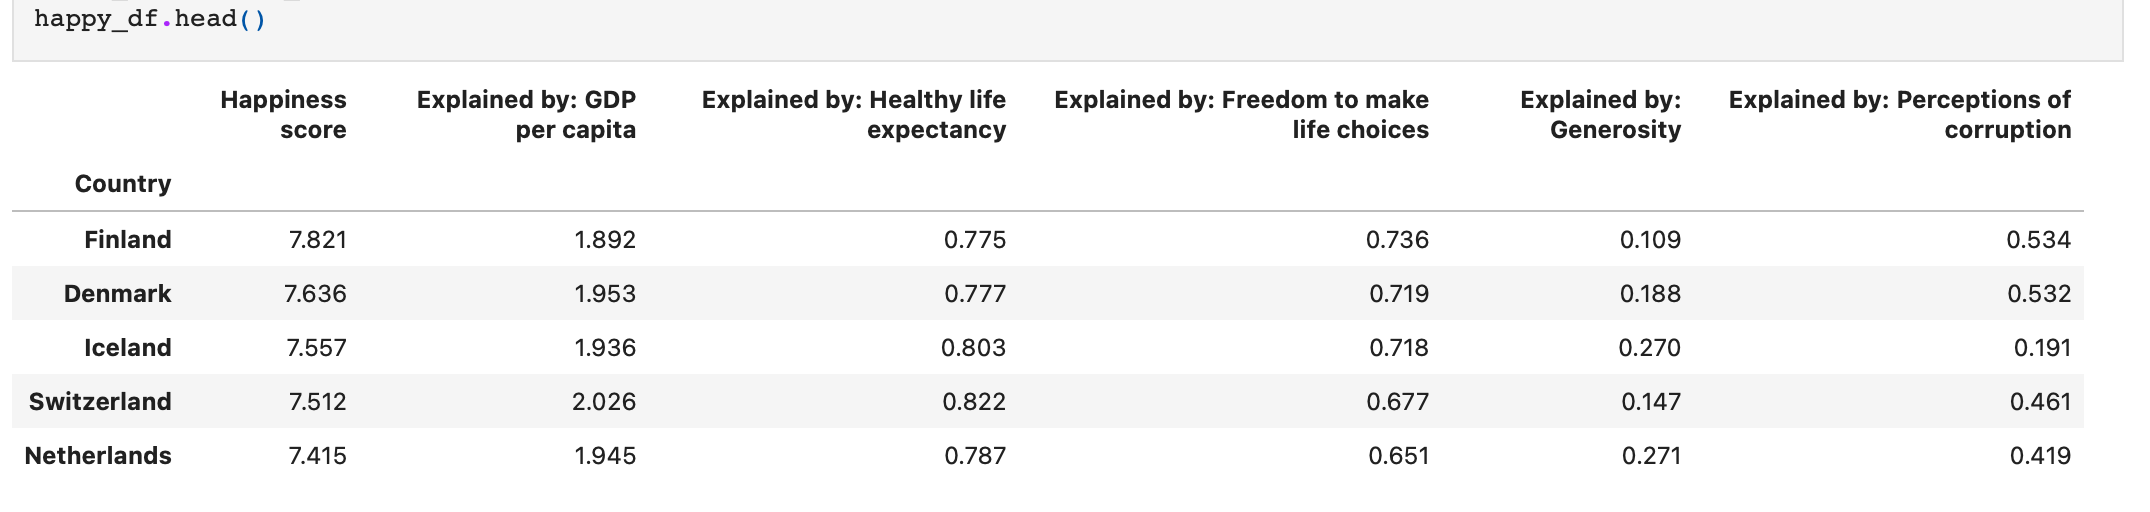 happy_df.head()
Happiness score Explained by: GDP per capita Explained by: Healthy life expectancy Explained by: Freedom to make life choices Explained by: Generosity Explained by: Perceptions of corruption
Country
Finland 7.821 1.892 0.775 0.736 0.109 0.534
Denmark 7.636 1.953 0.777 0.719 0.188 0.532
Iceland 7.557 1.936 0.803 0.718 0.270 0.191
Switzerland 7.512 2.026 0.822 0.677 0.147 0.461
Netherlands 7.415 1.945 0.787 0.651 0.271 0.419